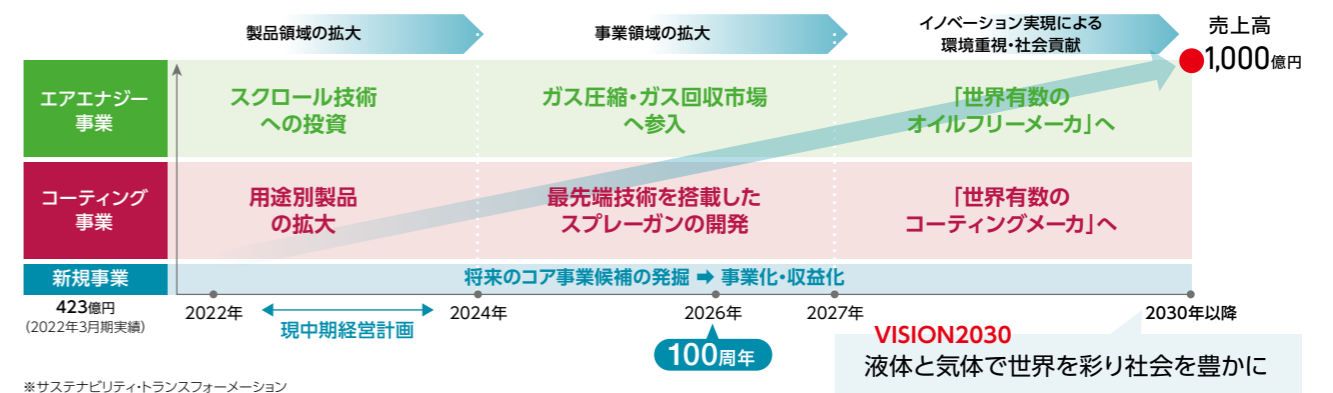 製品領域の拡大
事業領域の拡大
イノベーション実現による
環境重視・社会貢献
売上高
1,000億円
エアエナジー
事業
スクロール技術
への投資
ガス圧縮・ガス回収市場
へ参入
「世界有数の
オイルフリーメーカ」へ
コーティング
事業
用途別製品
の拡大
最先端技術を搭載した
スプレーガンの開発
「世界有数の
コーティングメーカ」へ
新規事業
将来のコア事業候補の発掘 ➡ 事業化・収益化
423億円
(2022年3月期実績)
2022年
現中期経営計画
2024年
2026年
2027年
2030年以降
100周年
VISION2030
液体と気体で世界を彩り社会を豊かに
※サステナビリティ・トランスフォーメーション